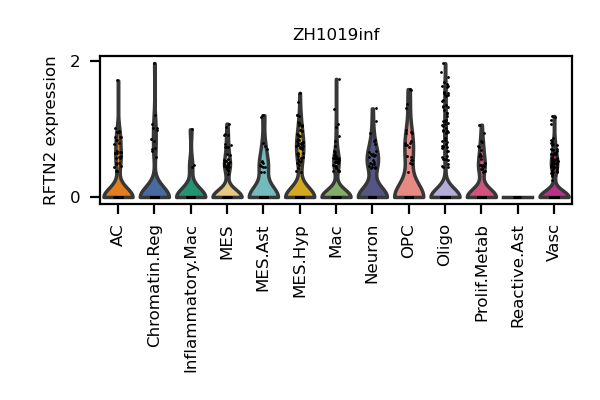 ZH1019inf
RFTN2 expression
2
0
AC
Chromatin.Reg
Inflammatory.Mac
MES
MES.Ast
MES.Hyp
Mac
Neuron
OPC
Oligo
Prolif.Metab
Reactive.Ast
Vasc